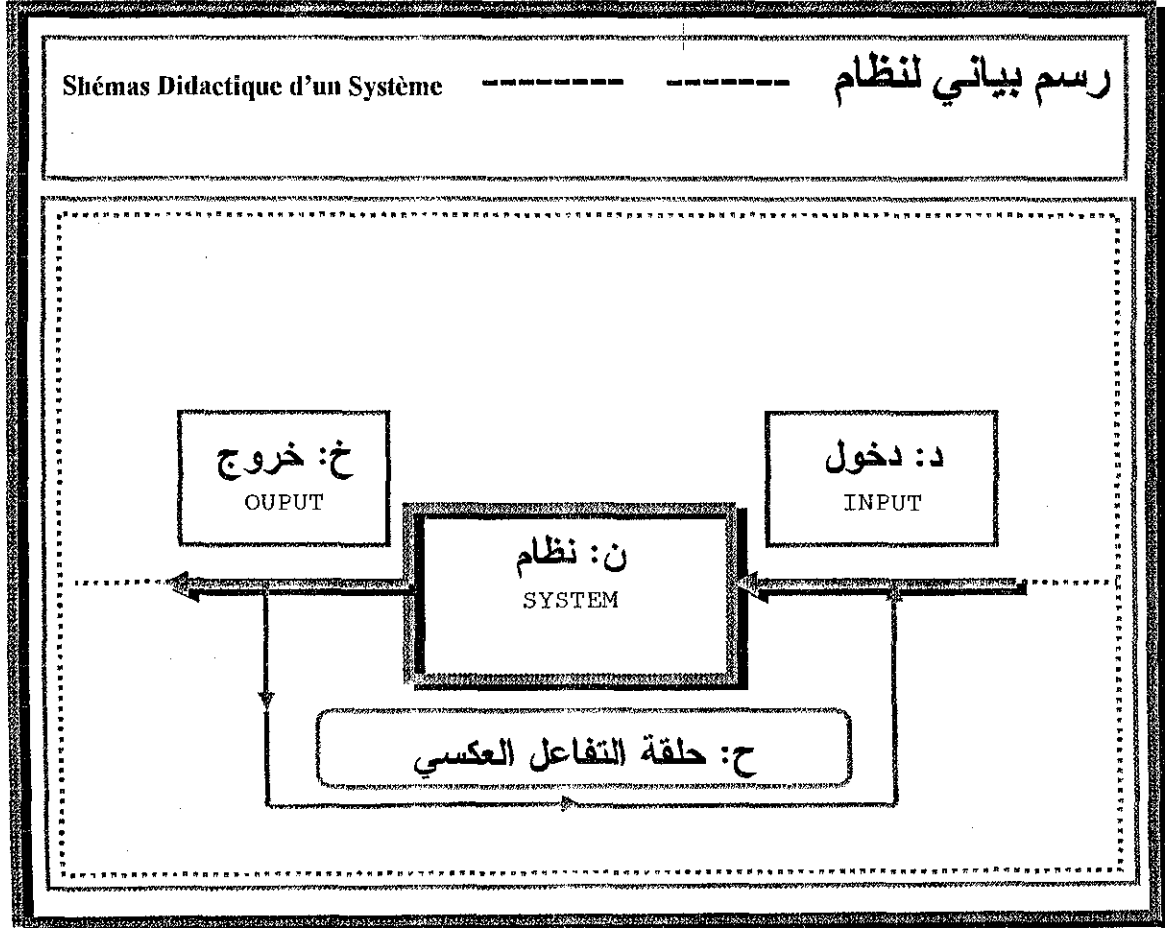 رسم بياني لنظام ------- -------- Shémas Didactique d'un Système
د: دخول
INPUT
خ: خروج
OUPUT
ن: نظام
SYSTEM
ح: حلقة التفاعل العكسي